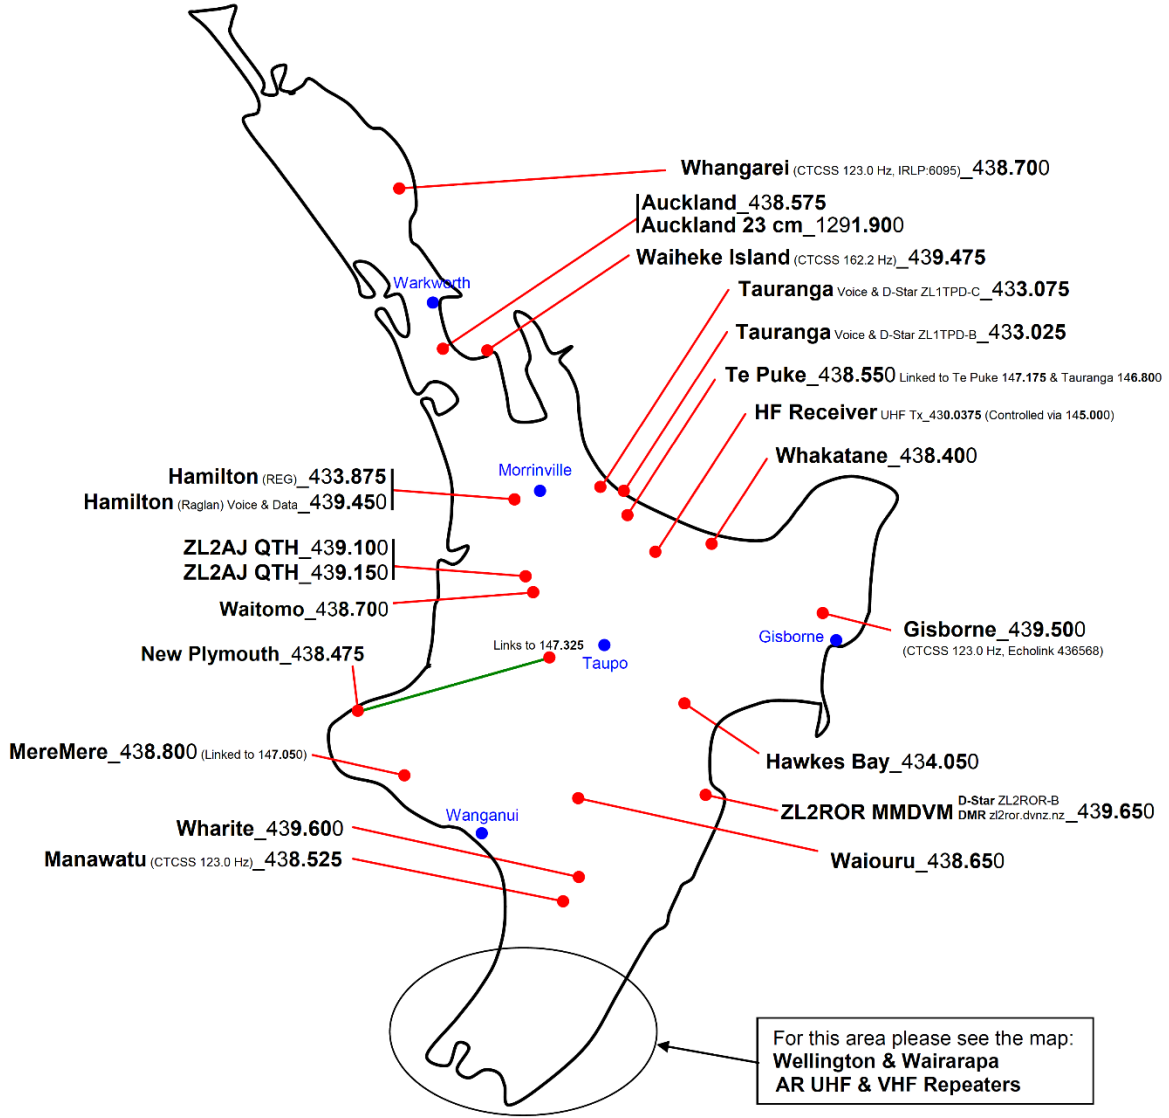 Whangarei (CTCSS 123.0 Hz, IRLP:6095)_438.700
Auckland_438.575
Auckland 23 cm_1291.900
Waiheke Island (CTCSS 162.2 Hz)_439.475
Warkworth
Tauranga Voice & D-Star ZL1TPD-C_433.075
Tauranga Voice & D-Star ZL1TPD-B_433.025
Te Puke_438.550 Linked to Te Puke 147.175 & Tauranga 146.800
HF Receiver UHF Tx_430.0375 (Controlled via 145.000)
Whakatane_438.400
Morrinville
Hamilton (REG)_433.875
Hamilton (Raglan) Voice & Data_439.450
ZL2AJ QTH_439.100
ZL2AJ QTH_439.150
Waitomo_438.700
Gisborne
Gisborne_439.500
(CTCSS 123.0 Hz, Echolink 436568)
New Plymouth_438.475
Links to 147.325
Taupo
MereMere_438.800 (Linked to 147.050)
Hawkes Bay_434.050
ZL2ROR MMDVM D-Star ZL2ROR-B
DMR zl2ror.dvnz.nz_439.650
Wanganui
Wharite_439.600
Manawatu (CTCSS 123.0 Hz)_438.525
Waiouru_438.650
For this area please see the map:
Wellington & Wairarapa
AR UHF & VHF Repeaters